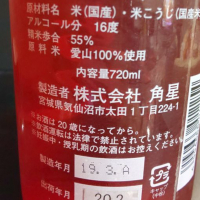 原材料名 米(国産)・米こうじ(国産米
アルコール分 16度
精米歩合 55%
原料米 愛山100%使用
内容量720ml
製造者 株式会社 角星
宮城県気仙沼市太田1丁目224-1
※お酒は20歳になってから。
※飲酒運転は法律で禁止されています。
※妊娠中・授乳期の飲酒はお控えください。
製造年月 19.3.A
出荷年月 20.2